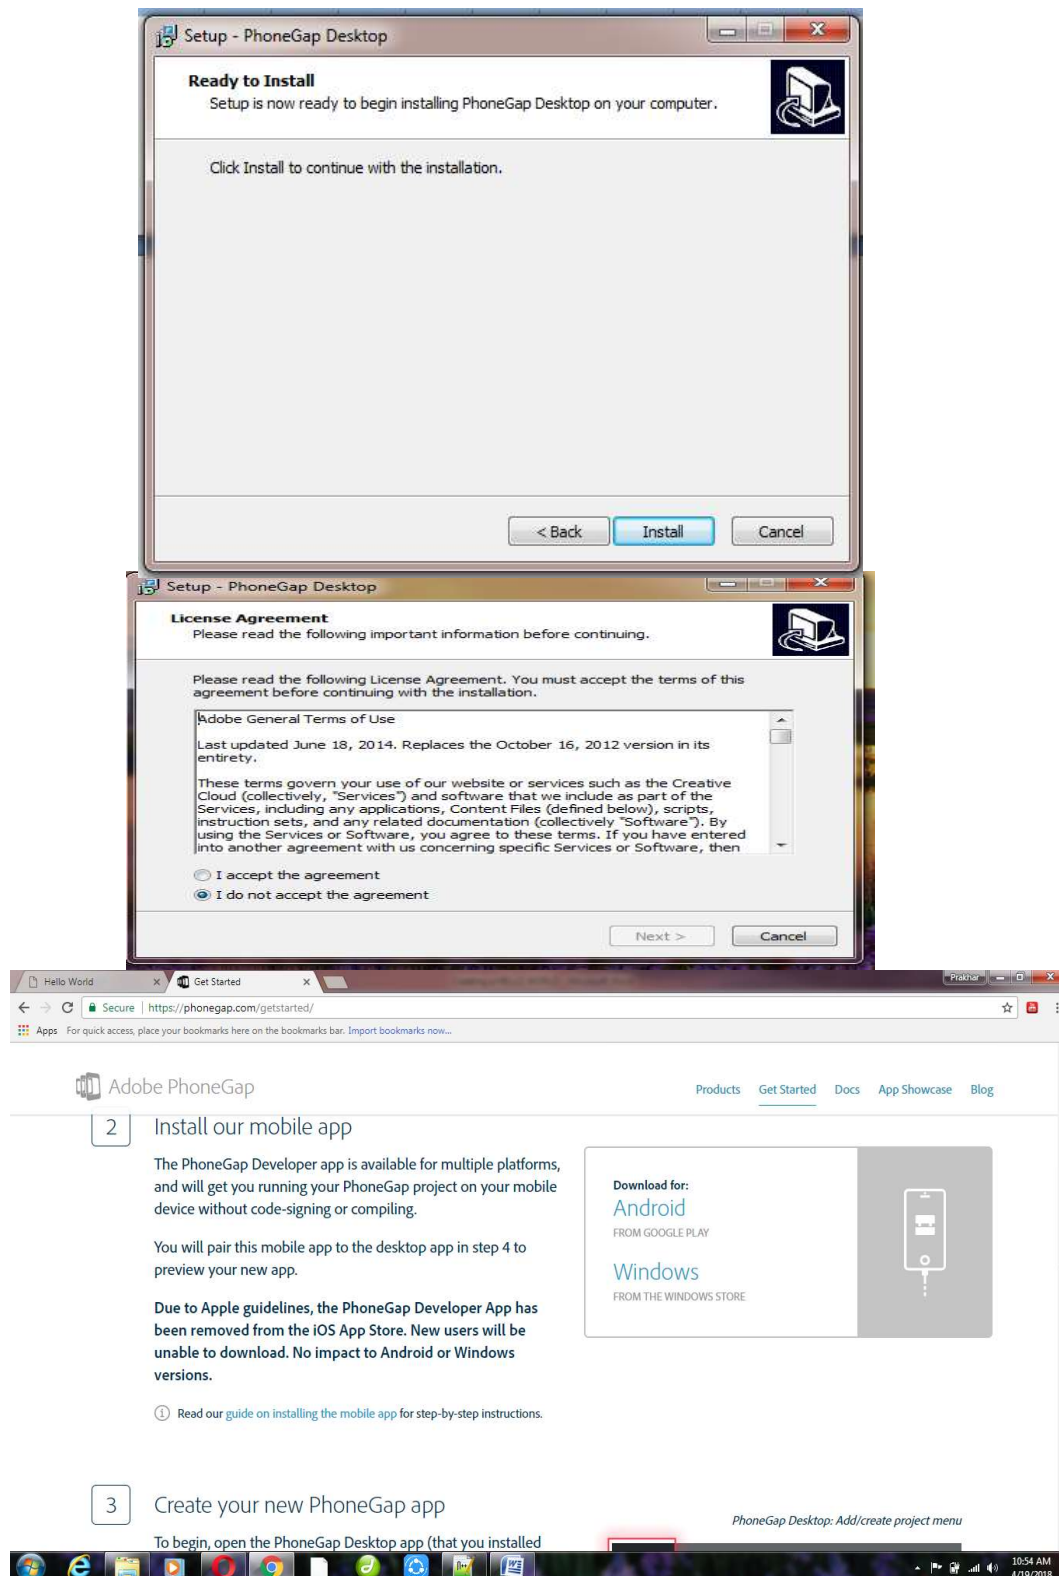 Setup - PhoneGap Desktop
Ready to Install
Setup is now ready to begin installing PhoneGap Desktop on your computer.
Click Install to continue with the installation.
< Back
Install
Cancel
Setup - PhoneGap Desktop
License Agreement
Please read the following important information before continuing.
Please read the following License Agreement. You must accept the terms of this
agreement before continuing with the installation.
Adobe General Terms of Use
Last updated June 18, 2014. Replaces the October 16, 2012 version in its
entirety.
These terms govern your use of our website or services such as the Creative
Cloud (collectively, "Services") and software that we include as part of the
Services, including any applications, Content Files (defined below), scripts,
instruction sets, and any related documentation (collectively "Software"). By
using the Services or Software, you agree to these terms. If you have entered
into another agreement with us concerning specific Services or Software, then
I accept the agreement
I do not accept the agreement
Next >
Cancel
Hello World
Get Started
Prakhar
Secure
https://phonegap.com/getstarted/
Apps For quick access, place your bookmarks here on the bookmarks bar. Import bookmarks now...
Adobe PhoneGap
Products Get Started Docs App Showcase Blog
2 Install our mobile app
The PhoneGap Developer app is available for multiple platforms,
and will get you running your PhoneGap project on your mobile
device without code-signing or compiling.
You will pair this mobile app to the desktop app in step 4 to
preview your new app.
Due to Apple guidelines, the PhoneGap Developer App has
been removed from the iOS App Store. New users will be
unable to download. No impact to Android or Windows
versions.
Read our guide on installing the mobile app for step-by-step instructions.
Download for:
Android
FROM GOOGLE PLAY
Windows
FROM THE WINDOWS STORE
3 Create your new PhoneGap app
To begin, open the PhoneGap Desktop app (that you installed
PhoneGap Desktop: Add/create project menu
10:54 AM
4/19/2018